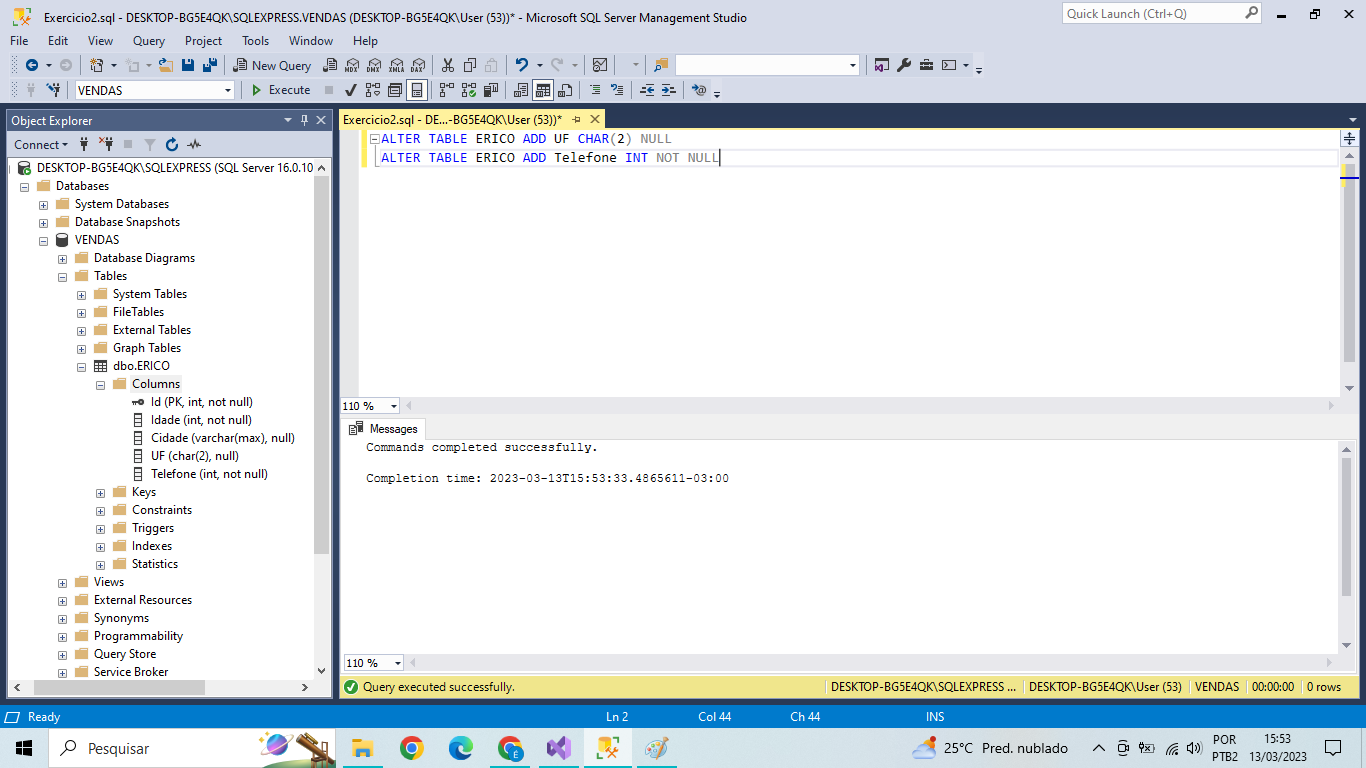 Exercicio2.sql - DESKTOP-BG5E4QK\SQLEXPRESS.VENDAS (DESKTOP-BG5E4QK\User (53))* - Microsoft SQL Server Management Studio
Quick Launch (Ctrl+Q)
File Edit View Query Project Tools Window Help
New Query MDX DMX XMLA DAX
VENDAS Execute
Object Explorer
Connect
DESKTOP-BG5E4QK\SQLEXPRESS (SQL Server 16.0.10
Databases
System Databases
Database Snapshots
VENDAS
Database Diagrams
Tables
System Tables
FileTables
External Tables
Graph Tables
dbo.ERICO
Columns
Id (PK, int, not null)
Idade (int, not null)
Cidade (varchar(max), null)
UF (char(2), null)
Telefone (int, not null)
Keys
Constraints
Triggers
Indexes
Statistics
Views
External Resources
Synonyms
Programmability
Query Store
Service Broker
Exercicio2.sql - DE...-BG5E4QK\User (53))*
ALTER TABLE ERICO ADD UF CHAR(2) NULL
ALTER TABLE ERICO ADD Telefone INT NOT NULL
110 %
Messages
Commands completed successfully.
Completion time: 2023-03-13T15:53:33.4865611-03:00
110 %
Query executed successfully. DESKTOP-BG5E4QK\SQLEXPRESS ... DESKTOP-BG5E4QK\User (53) VENDAS 00:00:00 0 rows
Ready Ln 2 Col 44 Ch 44 INS
Pesquisar
25°C Pred. nublado
POR
PTB2
15:53
13/03/2023